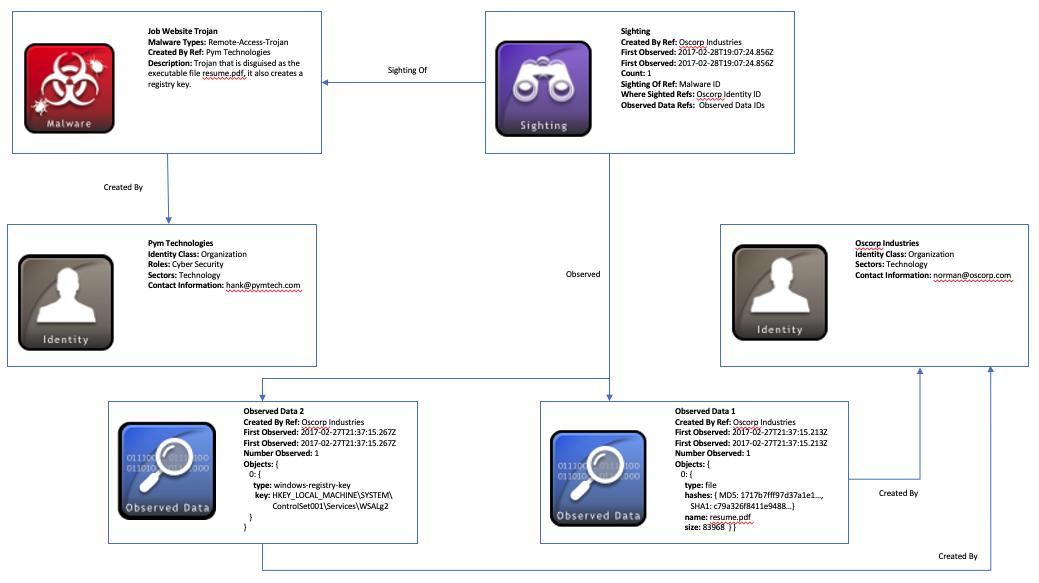 Job Website Trojan
Malware Types: Remote-Access-Trojan
Created By Ref: Pym Technologies
Description: Trojan that is disguised as the
executable file resume.pdf, it also creates a
registry key.
Malware
Sighting Of
Sighting
Created By Ref: Oscorp Industries
First Observed: 2017-02-28T19:07:24.856Z
First Observed: 2017-02-28T19:07:24.856Z
Count: 1
Sighting Of Ref: Malware ID
Where Sighted Refs: Oscorp Identity ID
Observed Data Refs: Observed Data IDs
Sighting
Created By
Pym Technologies
Identity Class: Organization
Roles: Cyber Security
Sectors: Technology
Contact Information: hank@pymtech.com
Identity
Observed
Oscorp Industries
Identity Class: Organization
Sectors: Technology
Contact Information: norman@oscorp.com
Identity
Observed Data 2
Created By Ref: Oscorp Industries
First Observed: 2017-02-27T21:37:15.267Z
First Observed: 2017-02-27T21:37:15.267Z
Number Observed: 1
Objects: {
0: {
type: windows-registry-key
key: HKEY_LOCAL_MACHINE\SYSTEM\
ControlSet001\Services\WSALg2
}
}
Observed Data
Observed Data 1
Created By Ref: Oscorp Industries
First Observed: 2017-02-27T21:37:15.213Z
First Observed: 2017-02-27T21:37:15.213Z
Number Observed: 1
Objects: {
0: {
type: file
hashes: { MD5: 1717b7fff97d37a1e1...,
SHA1: c79a326f8411e9488...}
name: resume.pdf
size: 83968 } }
Observed Data
Created By
Created By